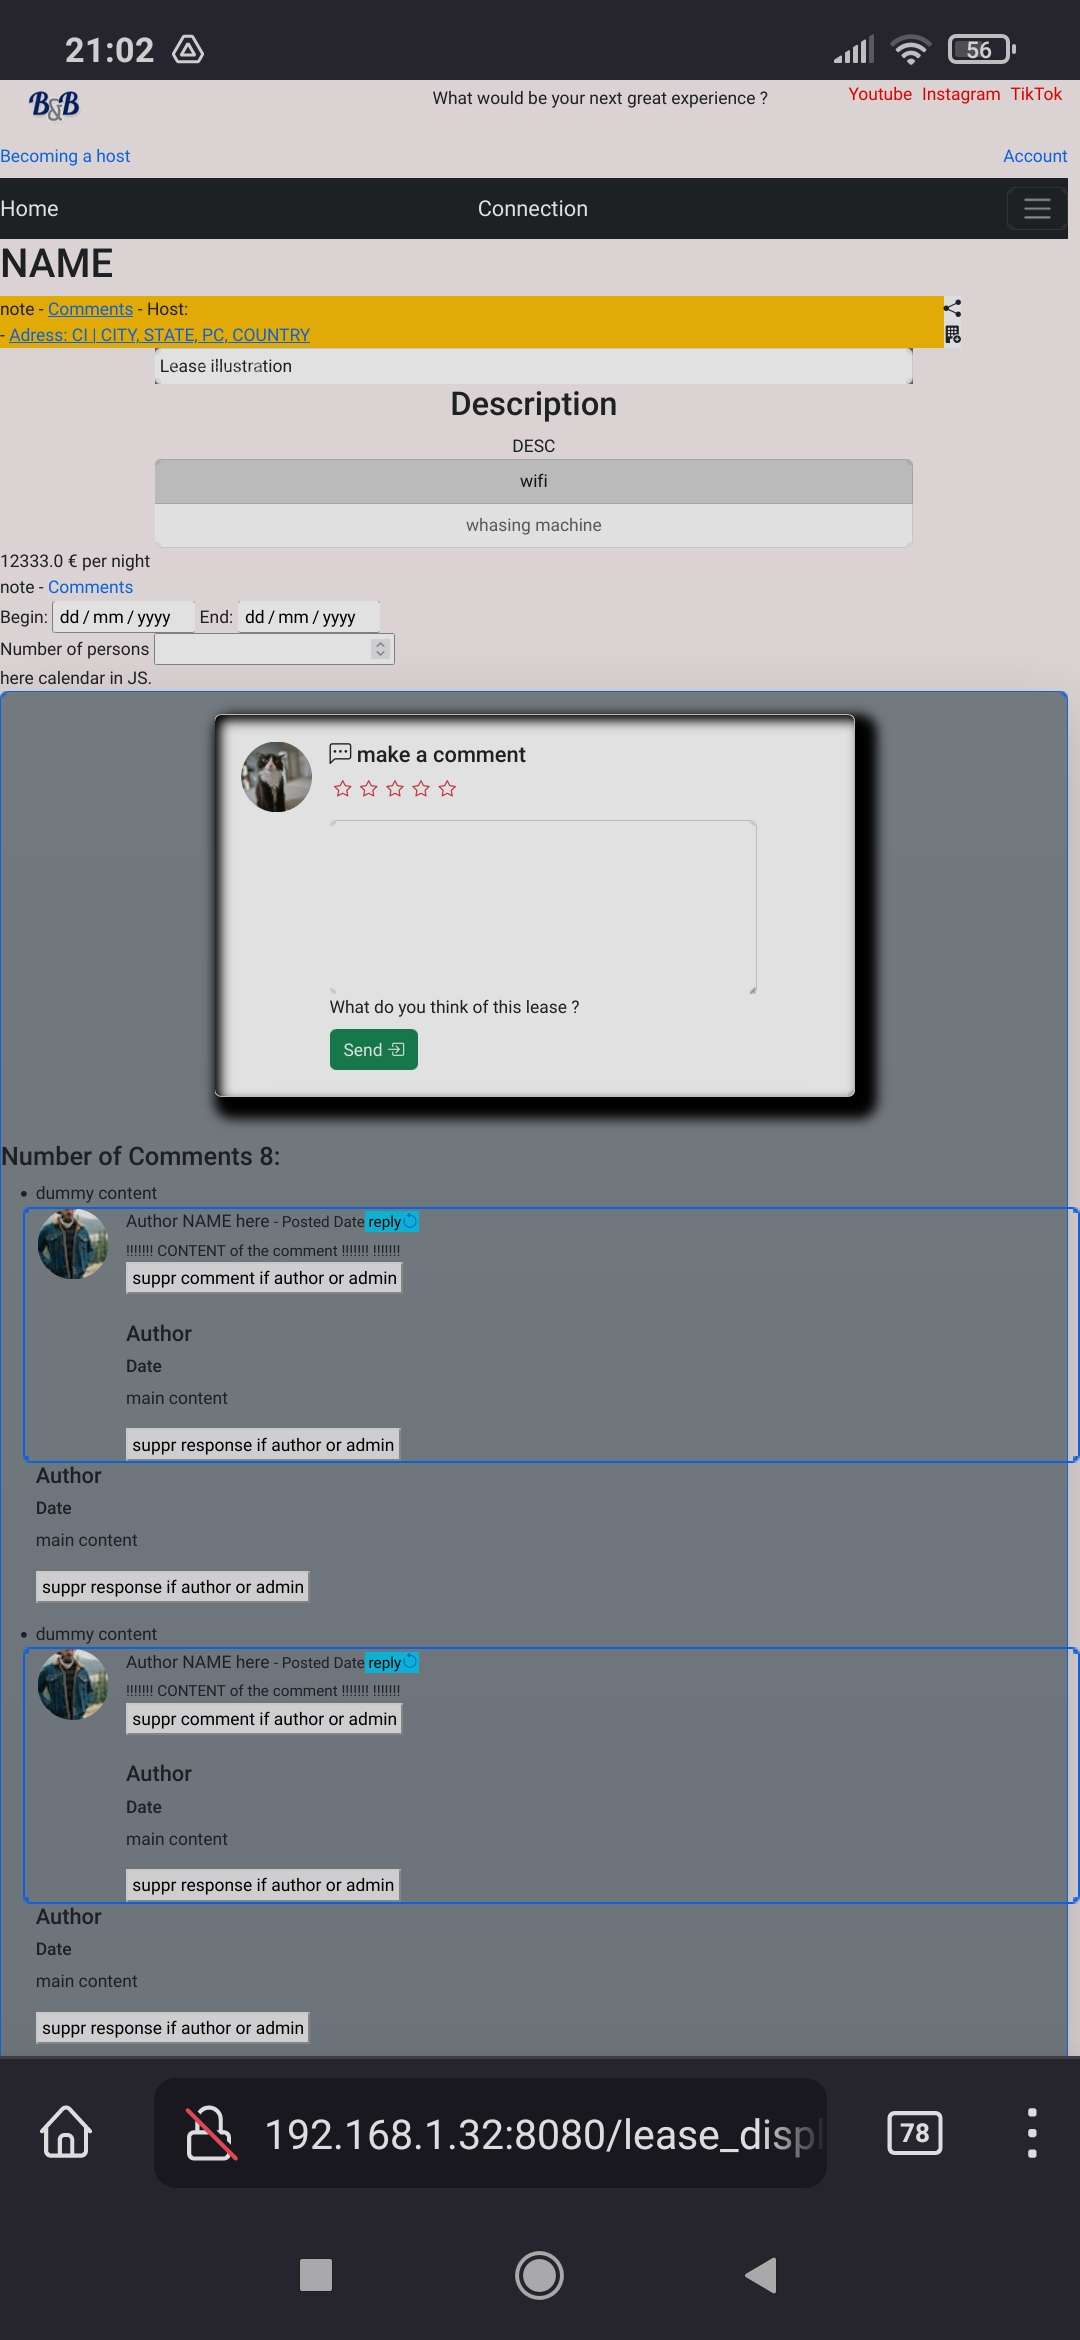 21:02
56
B&B
What would be your next great experience ?
Youtube Instagram TikTok
Becoming a host
Account
Home
Connection
NAME
note - Comments - Host:
- Adress: CI | CITY, STATE, PC, COUNTRY
Lease illustration
Description
DESC
wifi
whasing machine
12333.0 € per night
note - Comments
Begin: dd / mm / yyyy End: dd / mm / yyyy
Number of persons
here calendar in JS.
make a comment
What do you think of this lease ?
Send
Number of Comments 8:
dummy content
Author NAME here - Posted Date reply
!!!!!!! CONTENT of the comment !!!!!!! !!!!!!!
suppr comment if author or admin
Author
Date
main content
suppr response if author or admin
Author
Date
main content
suppr response if author or admin
dummy content
Author NAME here - Posted Date reply
!!!!!!! CONTENT of the comment !!!!!!! !!!!!!!
suppr comment if author or admin
Author
Date
main content
suppr response if author or admin
Author
Date
main content
suppr response if author or admin
192.168.1.32:8080/lease_displ
78